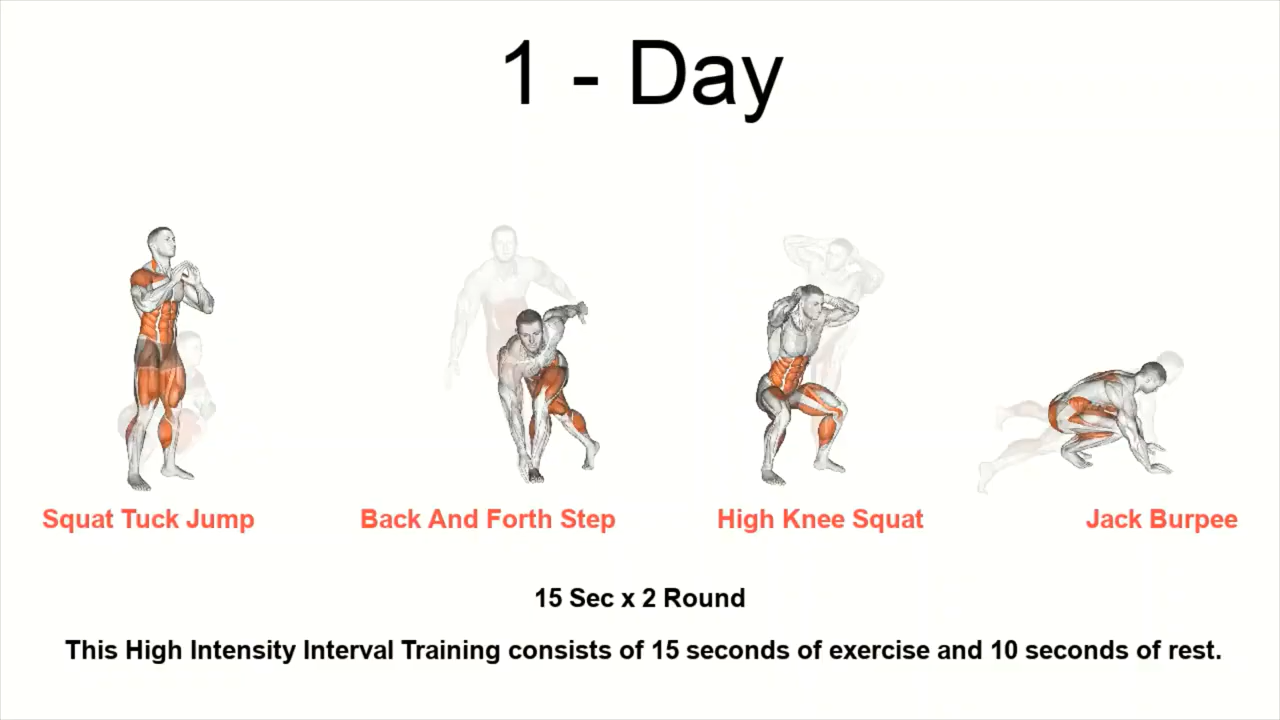 1 - Day
Squat Tuck Jump
Back And Forth Step
High Knee Squat
Jack Burpee
15 Sec x 2 Round
This High Intensity Interval Training consists of 15 seconds of exercise and 10 seconds of rest.